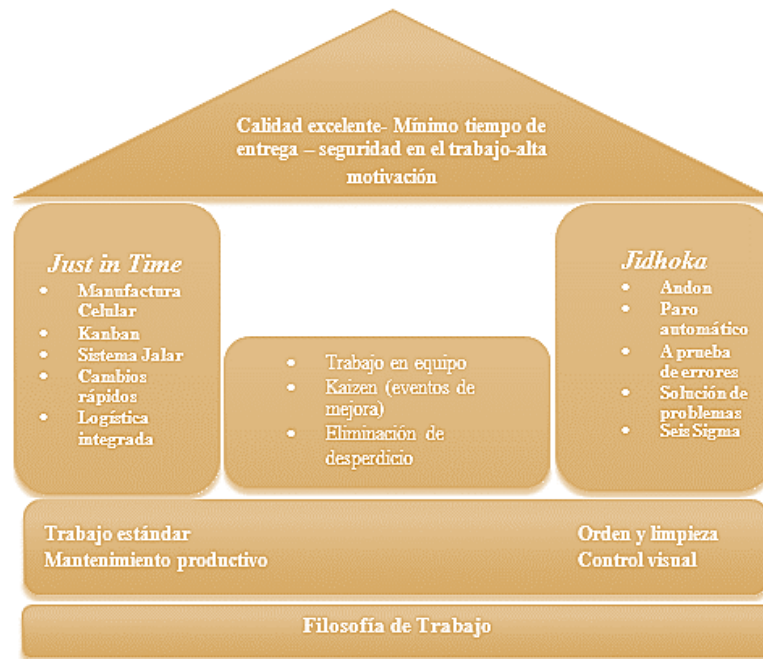 Calidad excelente- Mínimo tiempo de
entrega – seguridad en el trabajo-alta
motivación
Just in Time
• Manufactura
Celular
• Kanban
• Sistema Jalar
• Cambios
rápidos
• Logística
integrada
• Trabajo en equipo
• Kaizen (eventos de
mejora)
• Eliminación de
desperdicio
Jidhoka
• Andon
• Paro
automático
• A prueba
de errores
• Solución de
problemas
• Seis Sigma
Trabajo estándar
Mantenimiento productivo
Orden y limpieza
Control visual
Filosofía de Trabajo